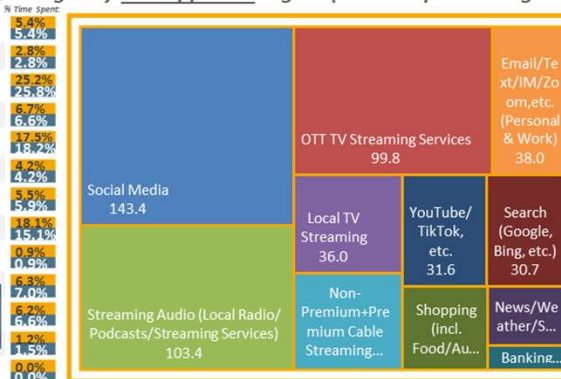 % Time Spent:
5.4%
5.4%
2.8%
2.8%
25.2%
25.8%
6.7%
6.6%
17.5%
18.2%
4.2%
4.2%
5.5%
5.9%
18.1%
15.1%
0.9%
0.9%
6.3%
7.0%
6.2%
6.6%
1.2%
1.5%
0.0%
0.0%
Social Media
143.4
Streaming Audio (Local Radio/
Podcasts/Streaming Services)
103.4
OTT TV Streaming Services
99.8
Email/Te
xt/IM/Zo
om,etc.
(Personal
& Work)
38.0
Local TV
Streaming
36.0
YouTube/
TikTok,
etc.
31.6
Search
(Google,
Bing, etc.)
30.7
Non-
Premium+Pre
mium Cable
Streaming...
Shopping
(incl.
Food/Au...
News/We
ather/S...
Banking...